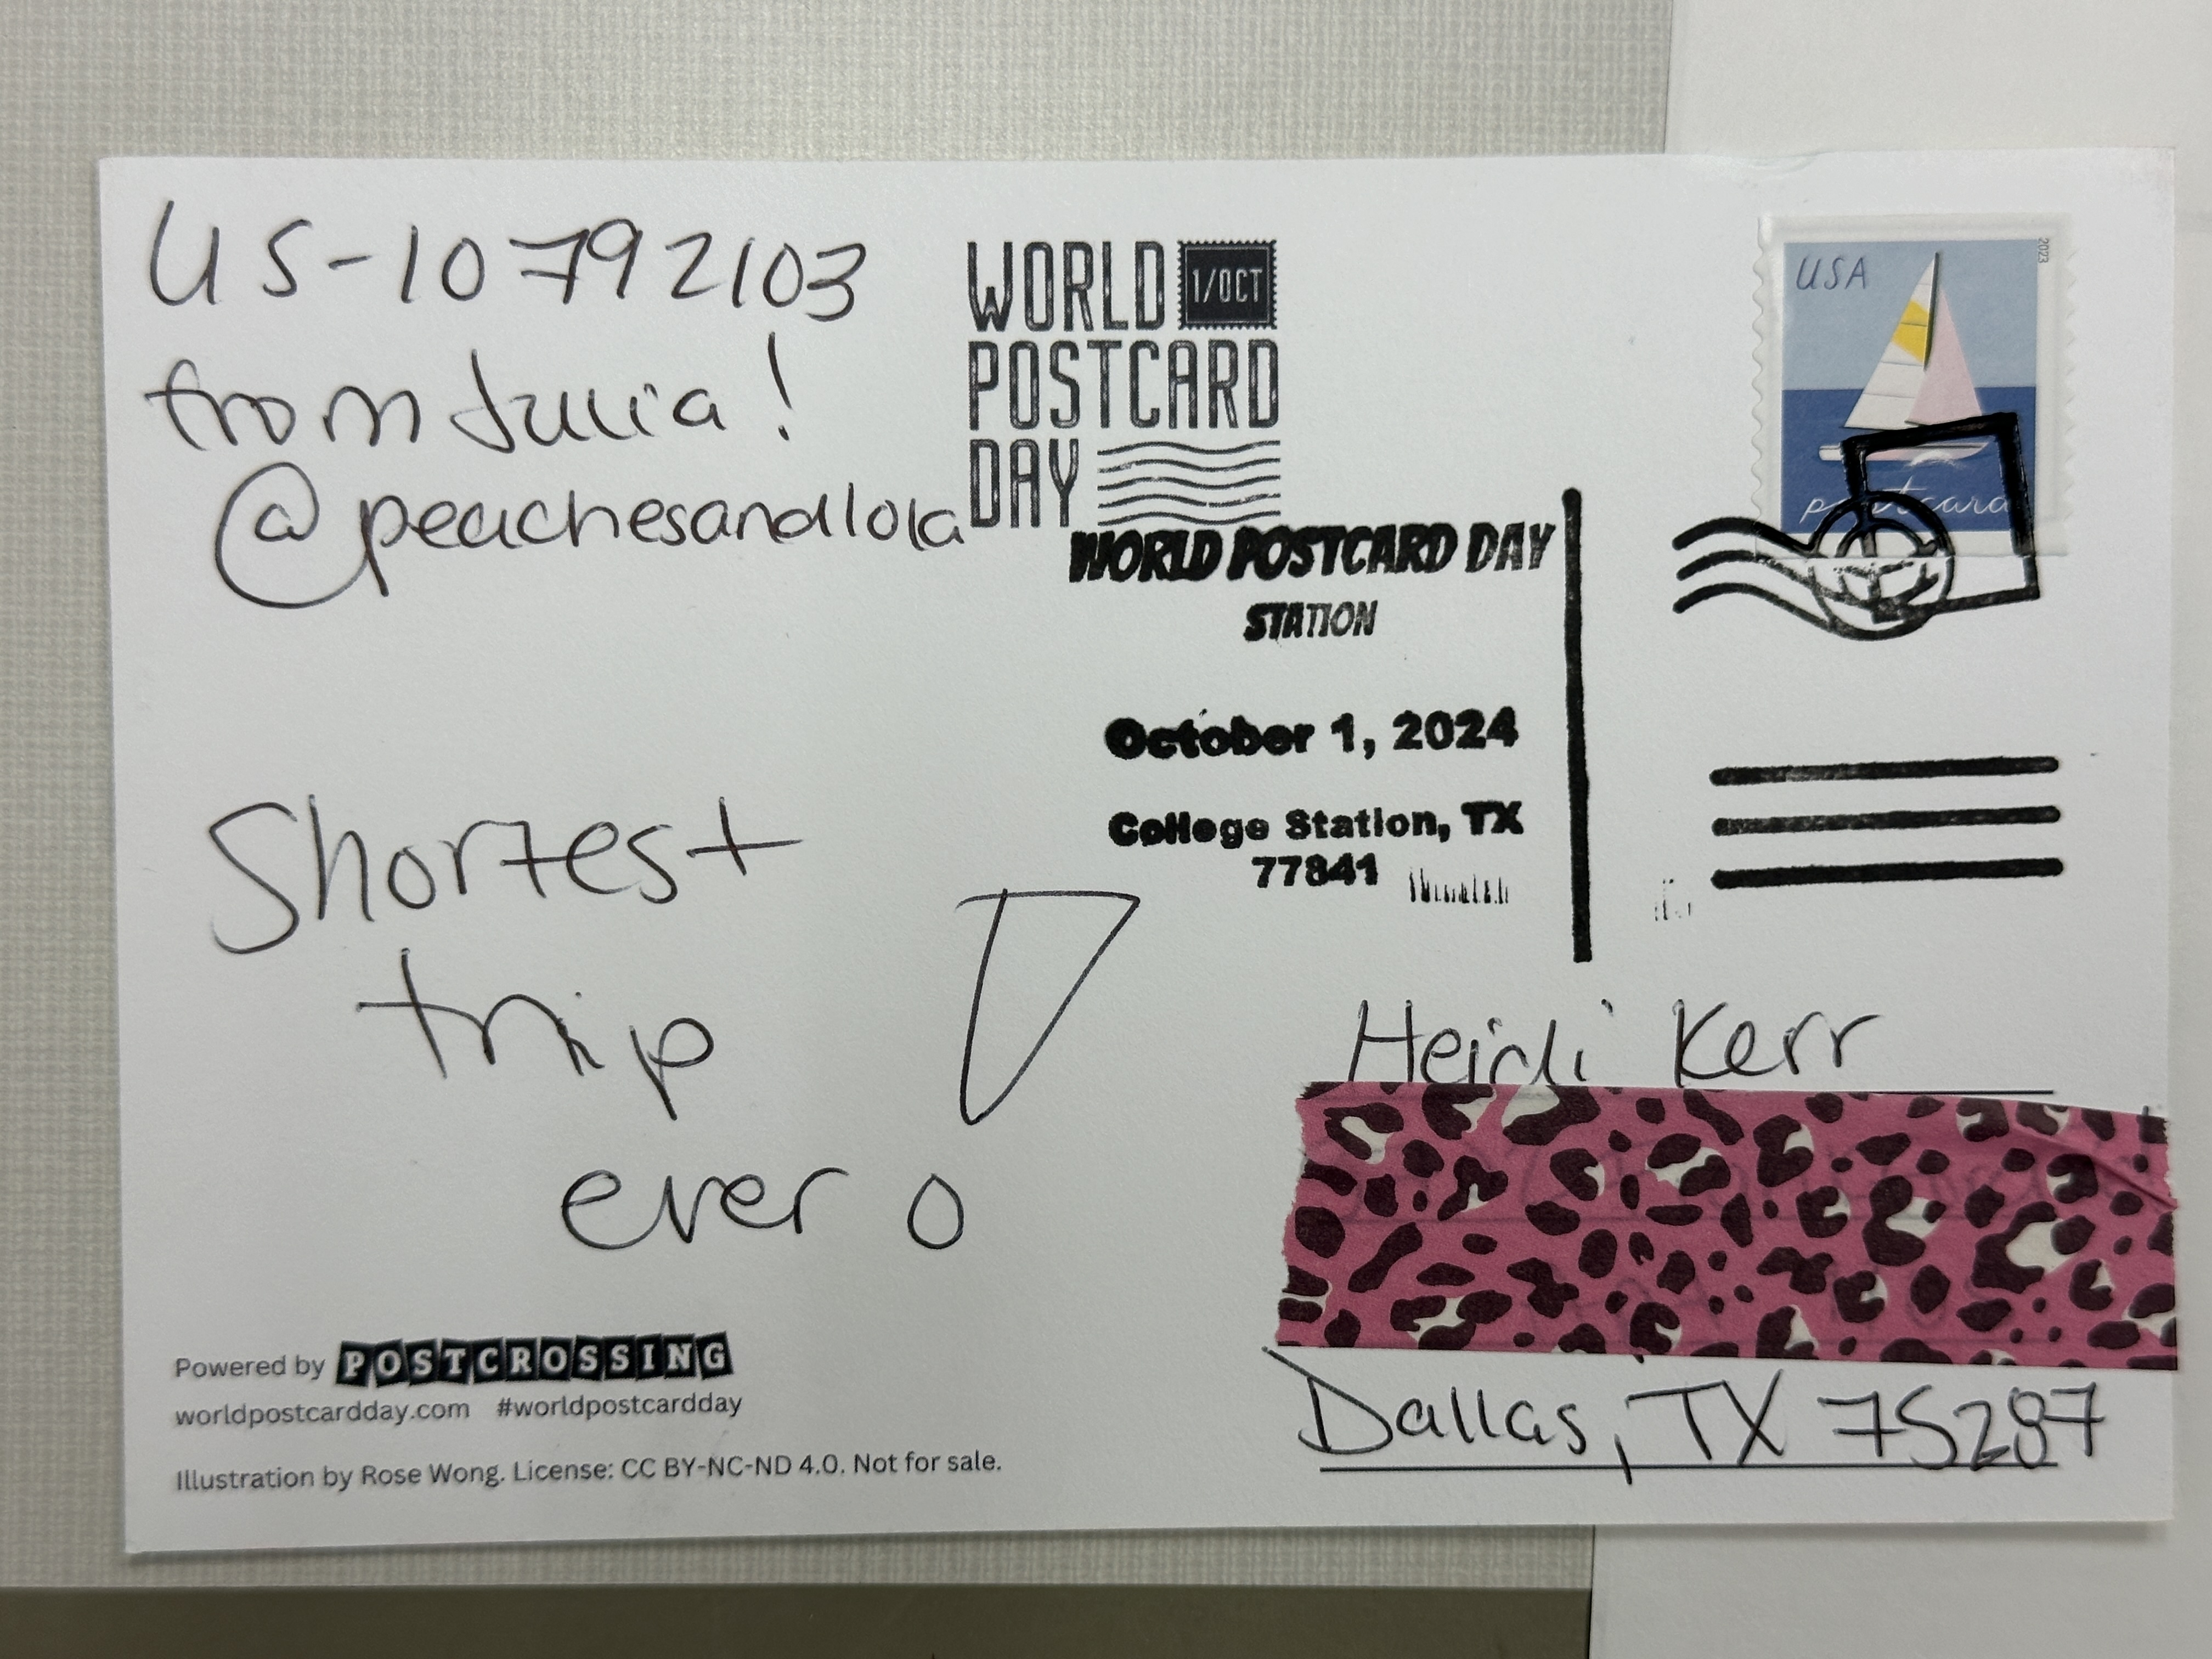 US-10792103
from Julia!
@peachesandlola
Shortest
trip
ever!
Powered by POSTCROSSING
worldpostcardday.com #worldpostcardday
Illustration by Rose Wong. License: CC BY-NC-ND 4.0. Not for sale.
WORLD 1/OCT
POSTCARD
DAY
WORLD POSTCARD DAY
STATION
October 1, 2024
College Station, TX
77841
USA
2023
postcard
Heidi Kerr
Dallas, TX 75287